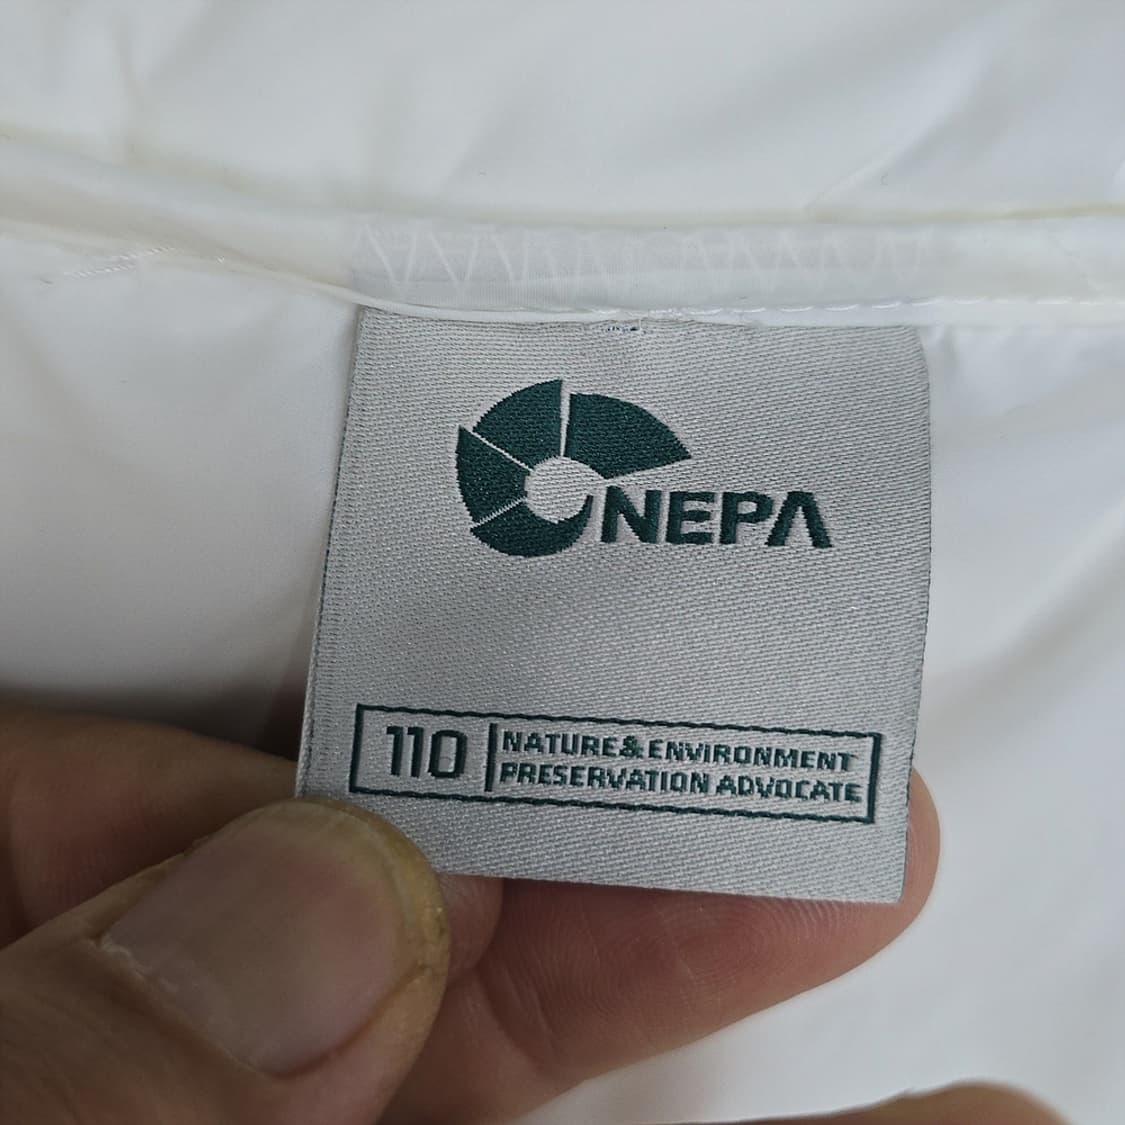 NEPA
110
NATURE & ENVIRONMENT
PRESERVATION ADVOCATE